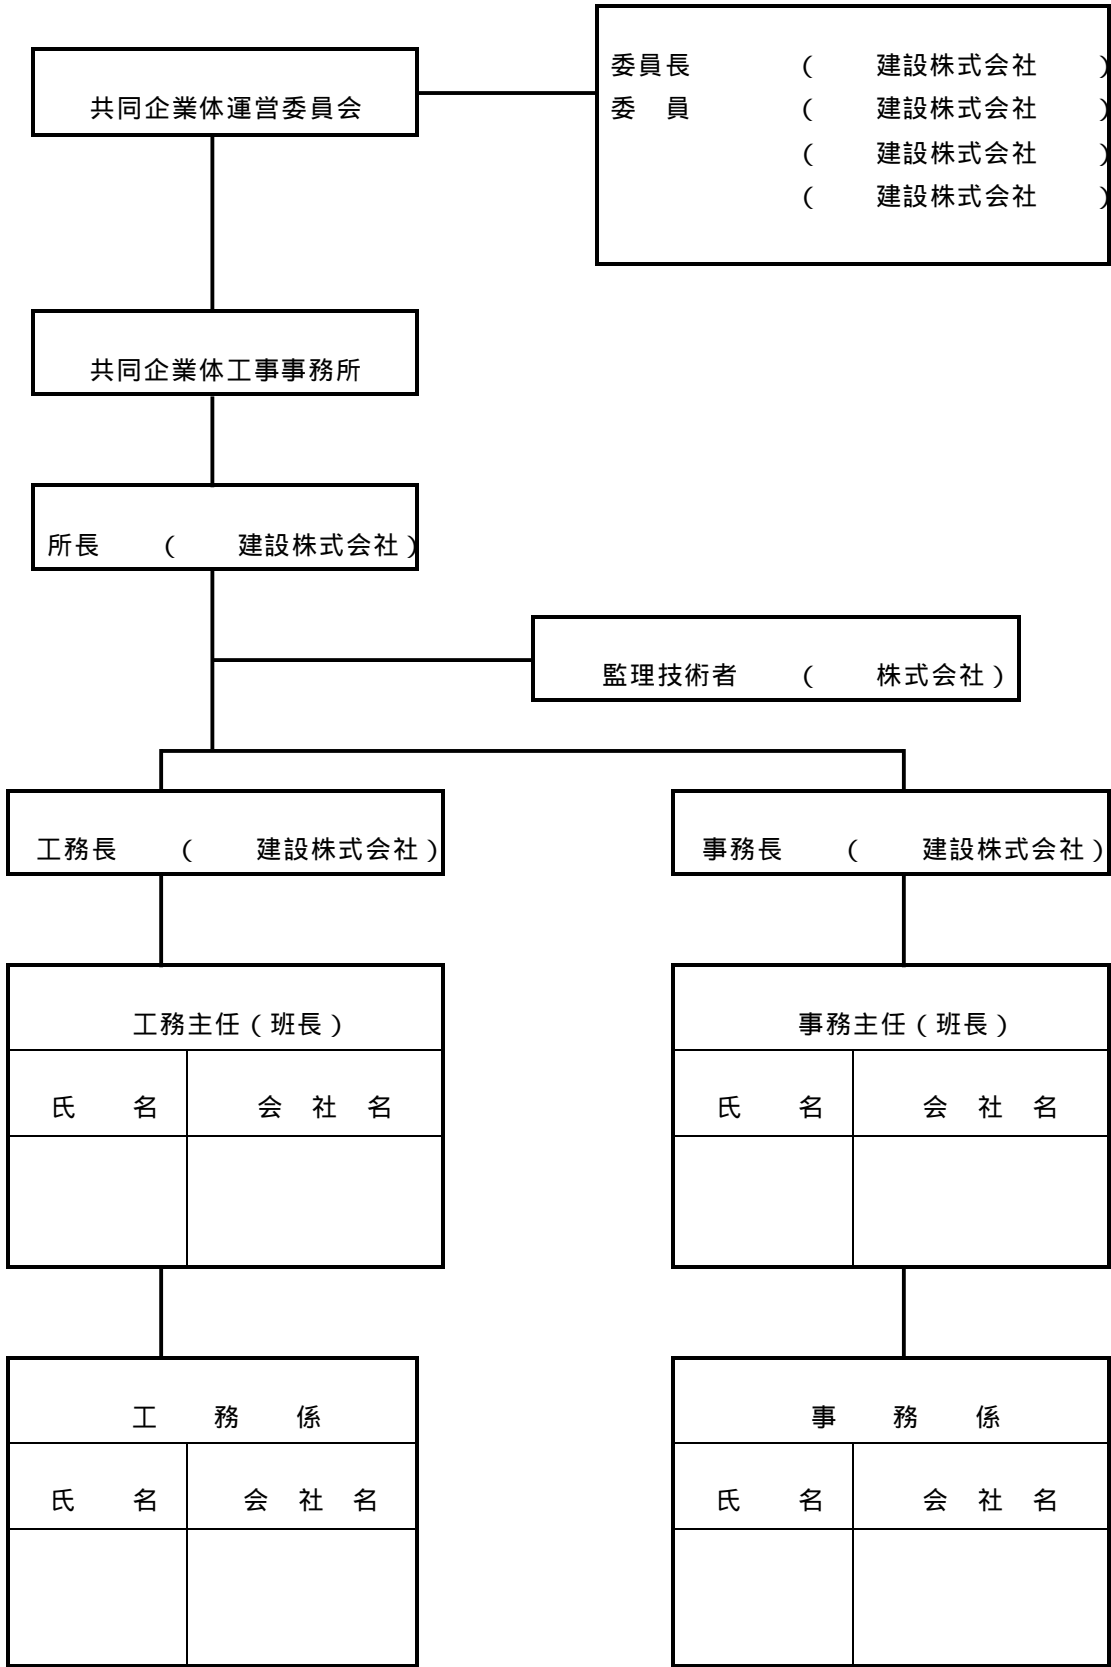 委員長　　　　（　　建設株式会社　　）
共同企業体運営委員会
委　員　　　　（　　建設株式会社　　）
（　　建設株式会社　　）
（　　建設株式会社　　）
共同企業体工事事務所
所長　　（　　建設株式会社）
監理技術者　　（　　株式会社）
工務長　　（　　建設株式会社）
事務長　　（　　建設株式会社）
工務主任（班長）
事務主任（班長）
氏　　名　　会　社　名
氏　　名　　会　社　名
工　　務　　係
事　　務　　係
氏　　名　　会　社　名
氏　　名　　会　社　名